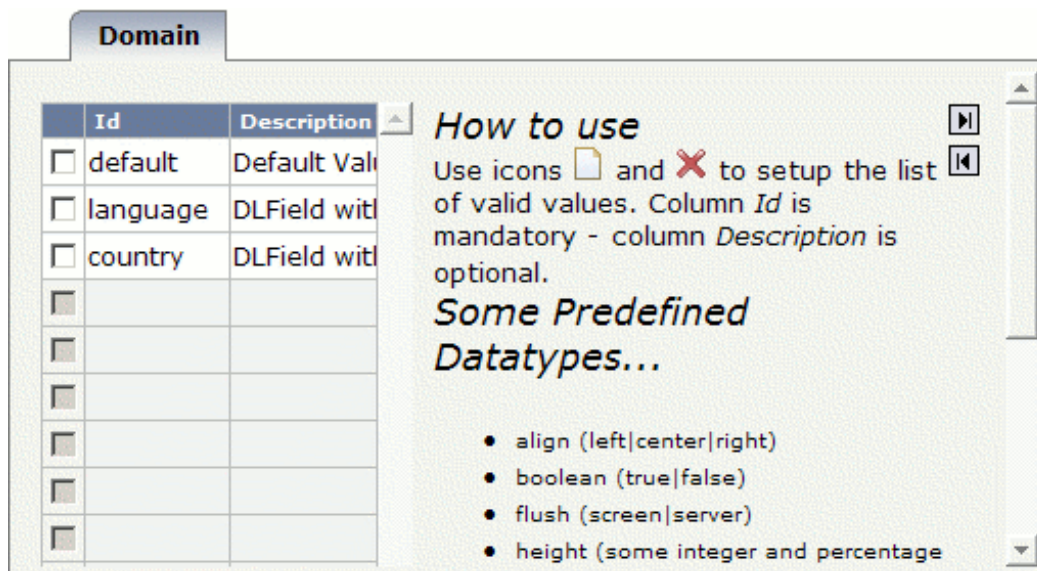 Domain
Id Description
default Default Val
language DLField with
country DLField with
How to use
Use icons and to setup the list
of valid values. Column Id is
mandatory - column Description is
optional.
Some Predefined
Datatypes...
• align (left|center|right)
• boolean (true|false)
• flush (screen|server)
• height (some integer and percentage